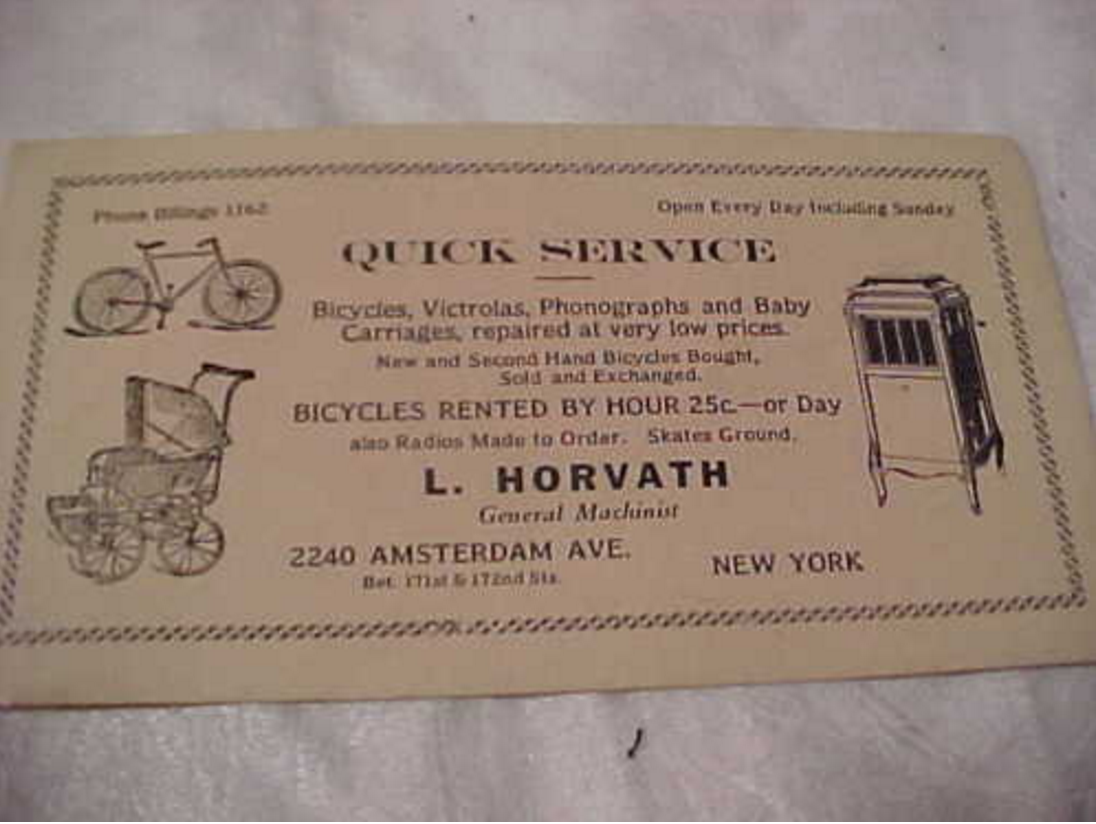 Phone Billings 1162
Open Every Day Including Sunday
QUICK SERVICE
Bicycles, Victrolas, Phonographs and Baby
Carriages, repaired at very low prices.
New and Second Hand Bicycles Bought,
Sold and Exchanged.
BICYCLES RENTED BY HOUR 25c.—or Day
also Radios Made to Order. Skates Ground.
L. HORVATH
General Machinist
2240 AMSTERDAM AVE.
Bet. 171st & 172nd Sts.
NEW YORK